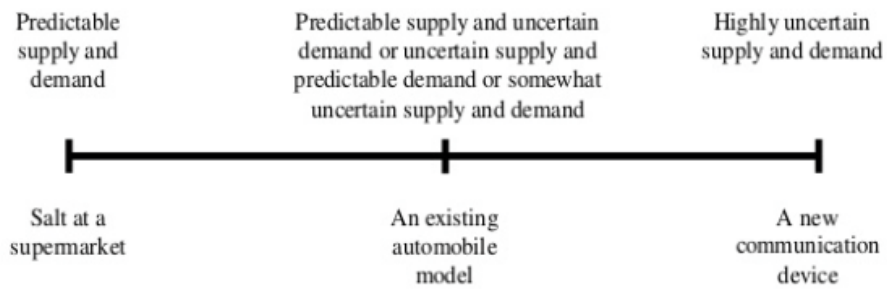 Predictable
supply and
demand
Predictable supply and uncertain
demand or uncertain supply and
predictable demand or somewhat
uncertain supply and demand
Highly uncertain
supply and demand
Salt at a
supermarket
An existing
automobile
model
A new
communication
device